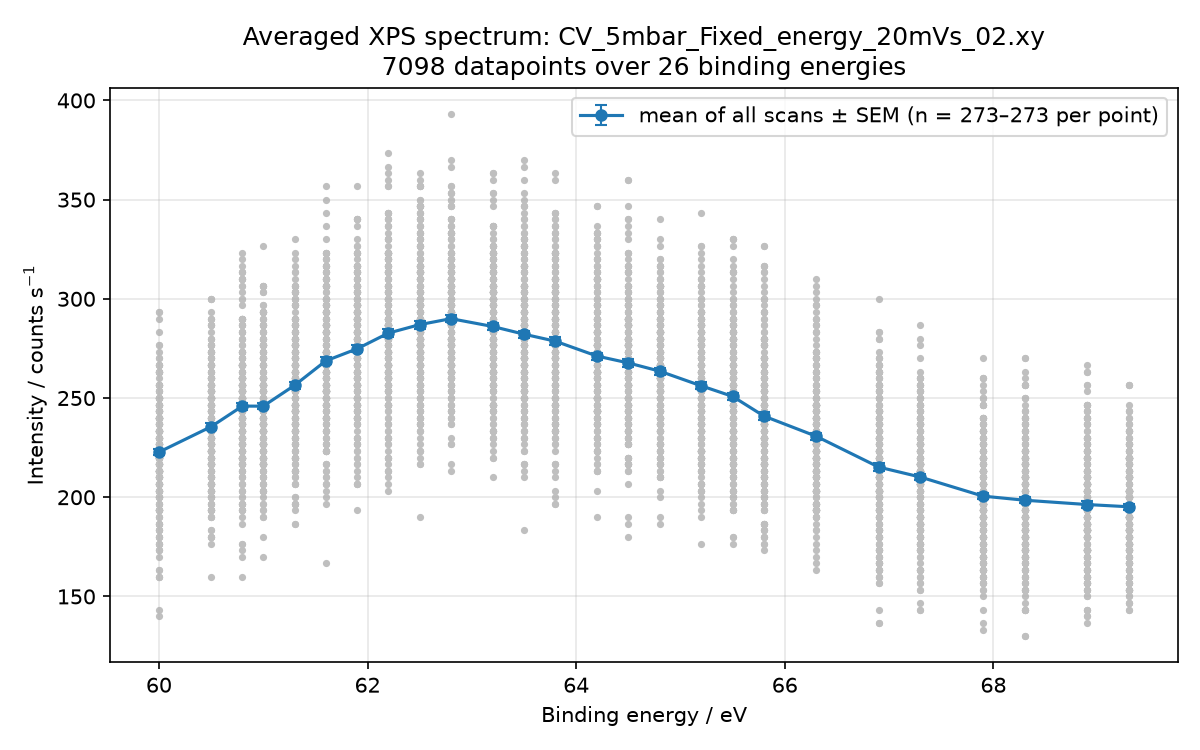 Averaged XPS spectrum: CV_5mbar_Fixed_energy_20mVs_02.xy
7098 datapoints over 26 binding energies
mean of all scans ± SEM (n = 273–273 per point)
Intensity / counts s⁻¹
400
350
300
250
200
150
60
62
64
66
68
Binding energy / eV